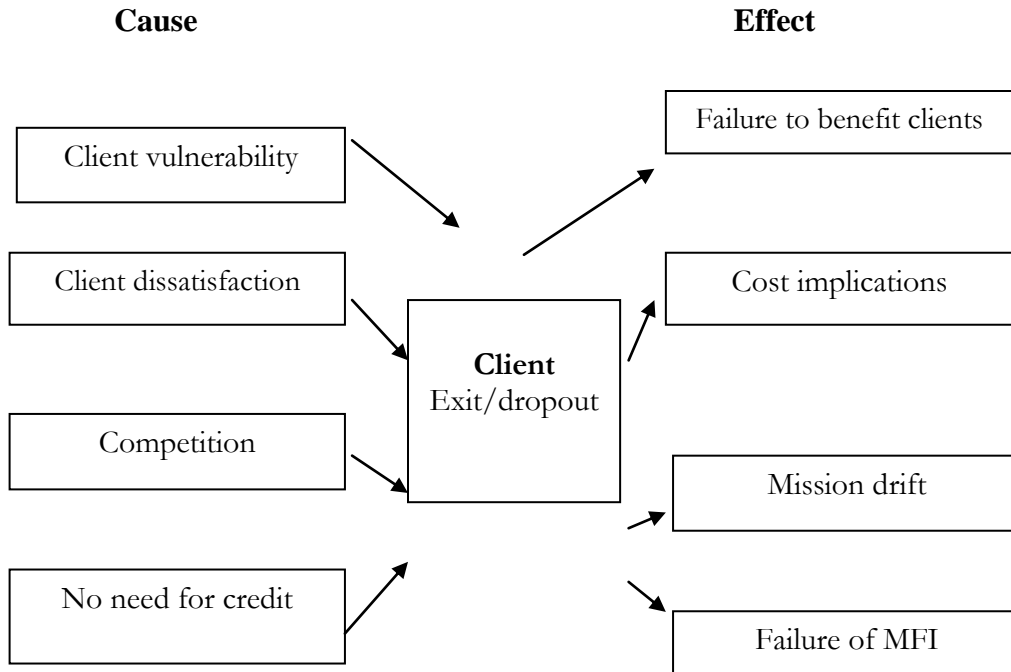 Cause
Effect
Client vulnerability
Client dissatisfaction
Competition
No need for credit
Client
Exit/dropout
Failure to benefit clients
Cost implications
Mission drift
Failure of MFI